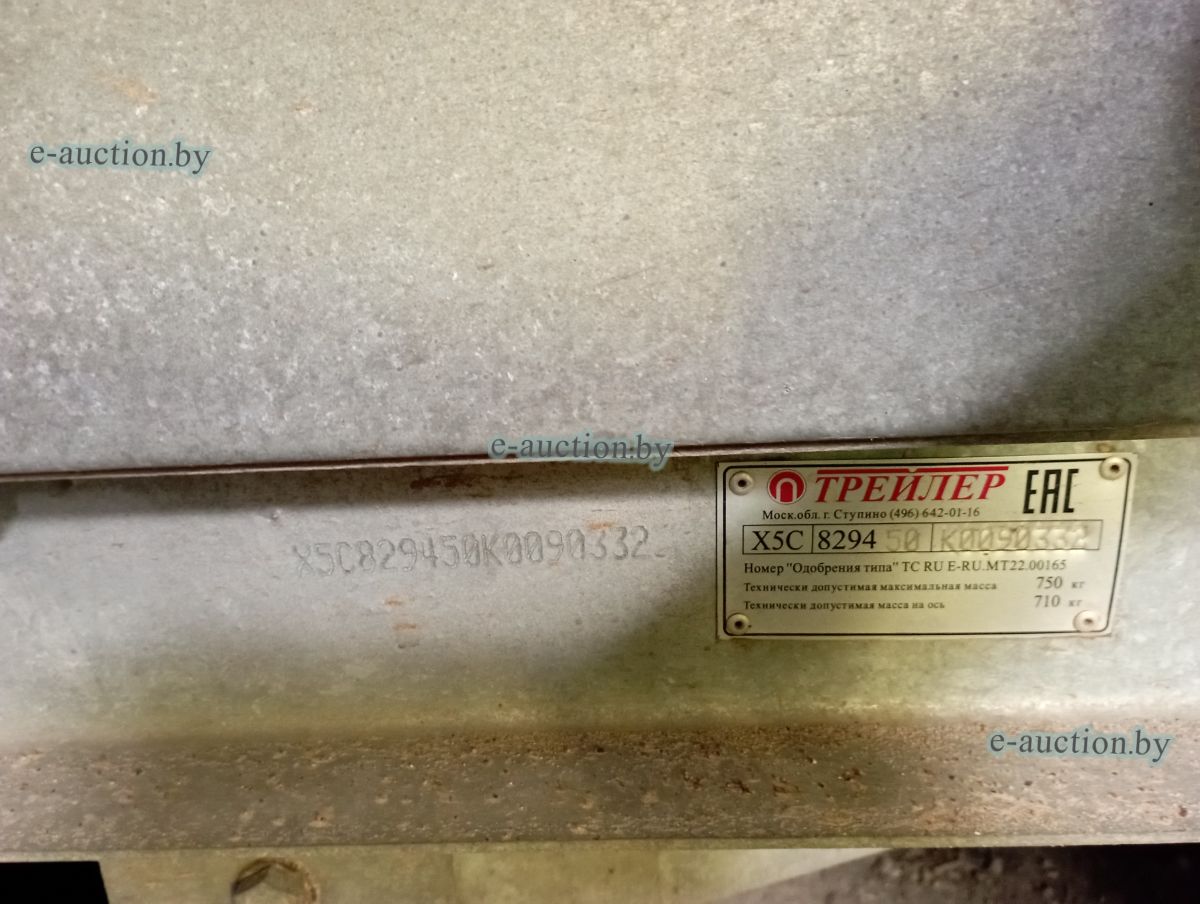 e-auction.by
e-auction.by
ТРЕЙЛЕР ЕАС
Моск.обл. г. Ступино (496) 642-01-16
X5C 8294 50 K0090332
X5C829450K0090332
Номер "Одобрения типа" ТС RU Е-RU.МТ22.00165
Технически допустимая максимальная масса 750 кг
Технически допустимая масса на ось 710 кг
e-auction.by